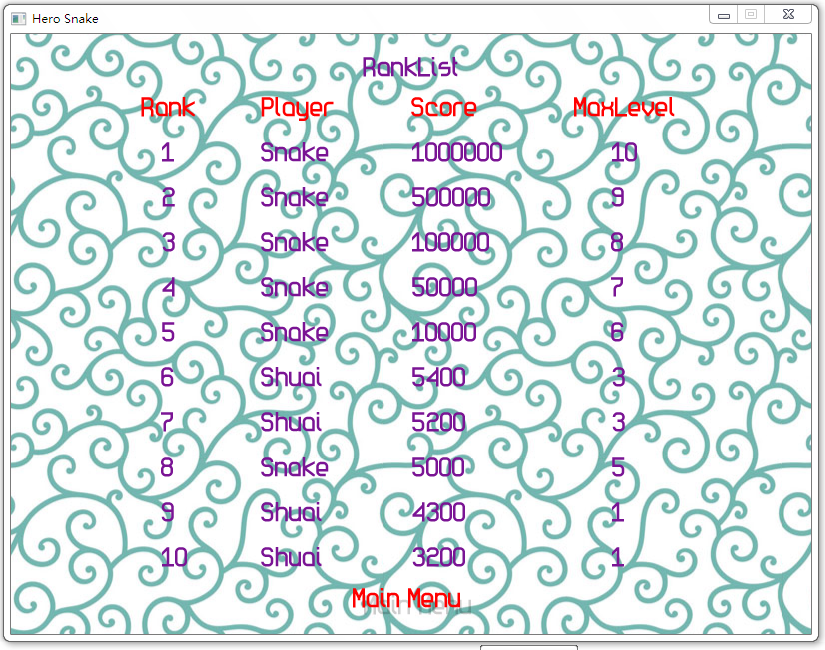 Hero Snake
RankList
Rank Player Score MaxLevel
1 Snake 1000000 10
2 Snake 500000 9
3 Snake 100000 8
4 Snake 50000 7
5 Snake 10000 6
6 Shuai 5400 3
7 Shuai 5200 3
8 Snake 5000 5
9 Shuai 4300 1
10 Shuai 3200 1
Main Menu